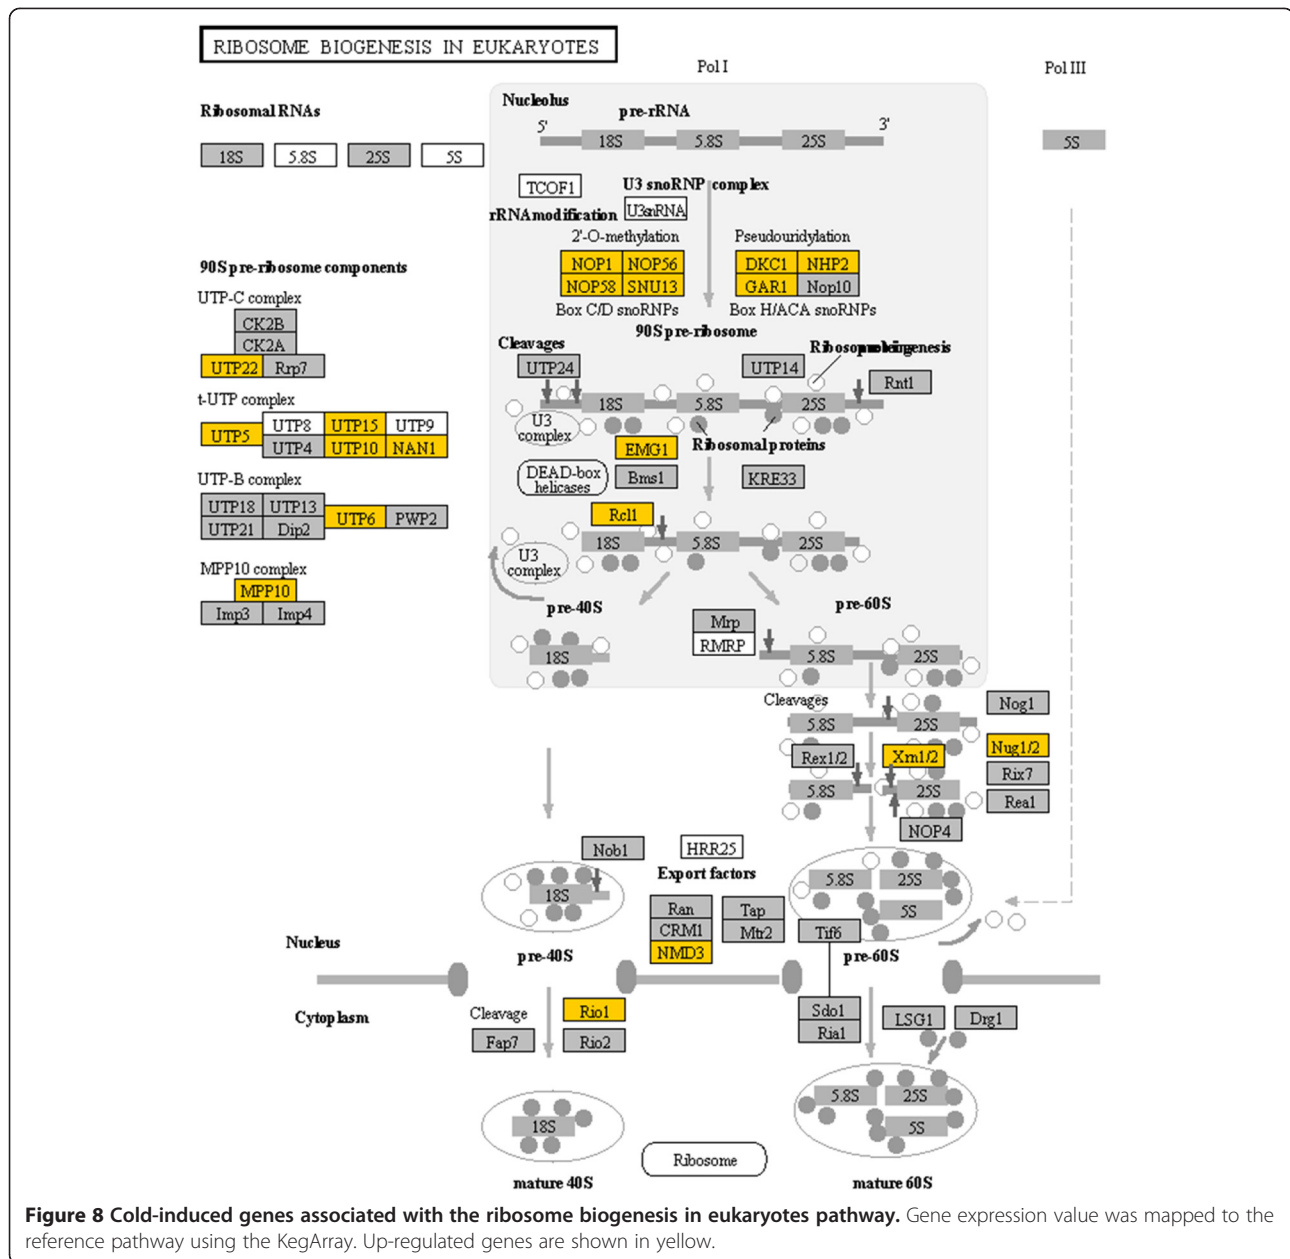 RIBOSOME BIOGENESIS IN EUKARYOTES
Pol I
Pol III
Ribosomal RNAs
18S 5.8S 25S 5S
Nucleolus
pre-rRNA
5' 3'
18S 5.8S 25S
5S
TCOF1
U3 snoRNP complex
U3snRNA
rRNA modification
2'-O-methylation
Pseudouridylation
NOP1 NOP56
NOP58 SNU13
DKC1 NHP2
GAR1 Nop10
Box C/D snoRNPs
Box H/ACA snoRNPs
90S pre-ribosome components
UTP-C complex
CK2B
CK2A
UTP22 Rrp7
t-UTP complex
UTP5
UTP8 UTP15 UTP9
UTP4 UTP10 NAN1
UTP-B complex
UTP18 UTP13
UTP21 Dip2
UTP6 PWP2
MPP10 complex
MPP10
Imp3 Imp4
90S pre-ribosome
Cleavages
UTP24
UTP14
Rnt1
18S 5.8S 25S
U3
complex
Ribosomal proteins
EMG1
Bms1
DEAD-box
helicases
KRE33
Rcl1
18S 5.8S 25S
U3
complex
pre-40S
pre-60S
18S
Mrp
RMRP
5.8S 25S
Cleavages
5.8S 25S
Nog1
Nug1/2
Rix7
Rea1
Rex1/2
Xrn1/2
5.8S 25S
NOP4
Nob1
HRR25
Export factors
18S
Ran
CRM1
NMD3
Tap
Mtr2
5.8S 25S
5S
Tif6
Nucleus
pre-40S
pre-60S
Cytoplasm
Cleavage
Fap7
Rio1
Rio2
Sdo1
Ria1
LSG1
Drg1
18S
5.8S 25S
5S
Ribosome
mature 40S
mature 60S
Figure 8 Cold-induced genes associated with the ribosome biogenesis in eukaryotes pathway. Gene expression value was mapped to the
reference pathway using the KegArray. Up-regulated genes are shown in yellow.